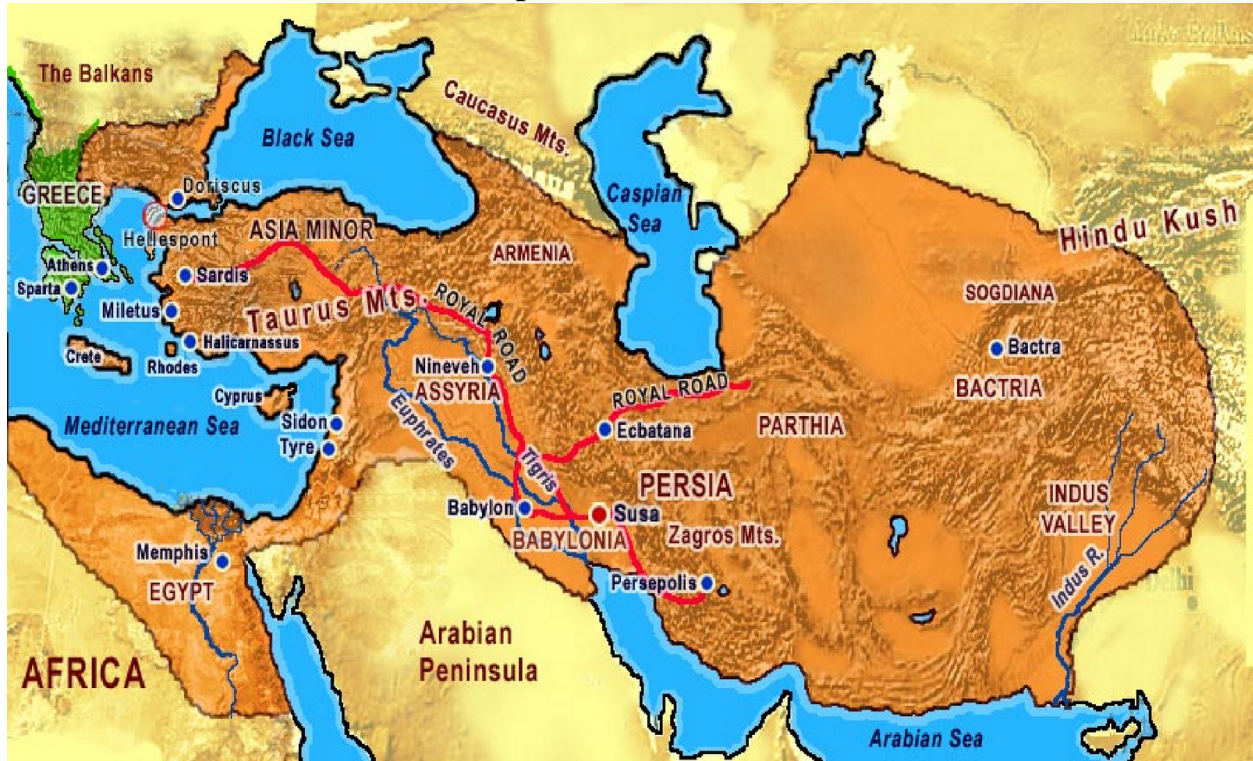 The Balkans
Caucasus Mts.
Black Sea
GREECE
Doriscus
Caspian
Sea
Hindu Kush
Hellespont
ASIA MINOR
ARMENIA
Athens
Sardis
Sparta
SOGDIANA
Miletus
Taurus Mts.
ROYAL ROAD
Halicarnassus
Bactra
Crete
Rhodes
Nineveh
ASSYRIA
ROYAL ROAD
BACTRIA
Cyprus
Sidon
Mediterranean Sea
Euphrates
Ecbatana
PARTHIA
Tyre
Tigris
PERSIA
INDUS
VALLEY
Babylon
Susa
BABYLONIA
Zagros Mts.
Memphis
Persepolis
Indus R.
Delhi
EGYPT
Arabian
Peninsula
AFRICA
Arabian Sea